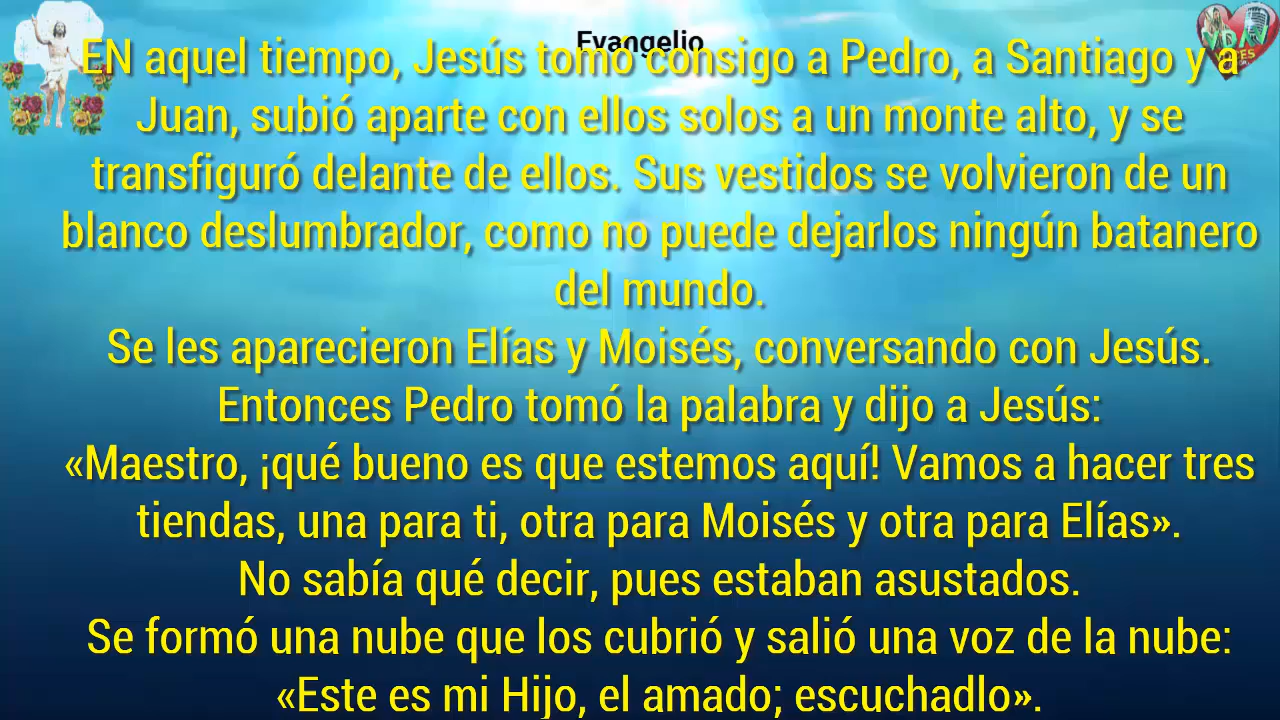 Evangelio
EN aquel tiempo, Jesús tomó consigo a Pedro, a Santiago y a
Juan, subió aparte con ellos solos a un monte alto, y se
transfiguró delante de ellos. Sus vestidos se volvieron de un
blanco deslumbrador, como no puede dejarlos ningún batanero
del mundo.
Se les aparecieron Elías y Moisés, conversando con Jesús.
Entonces Pedro tomó la palabra y dijo a Jesús:
«Maestro, ¡qué bueno es que estemos aquí! Vamos a hacer tres
tiendas, una para ti, otra para Moisés y otra para Elías».
No sabía qué decir, pues estaban asustados.
Se formó una nube que los cubrió y salió una voz de la nube:
«Este es mi Hijo, el amado; escuchadlo».